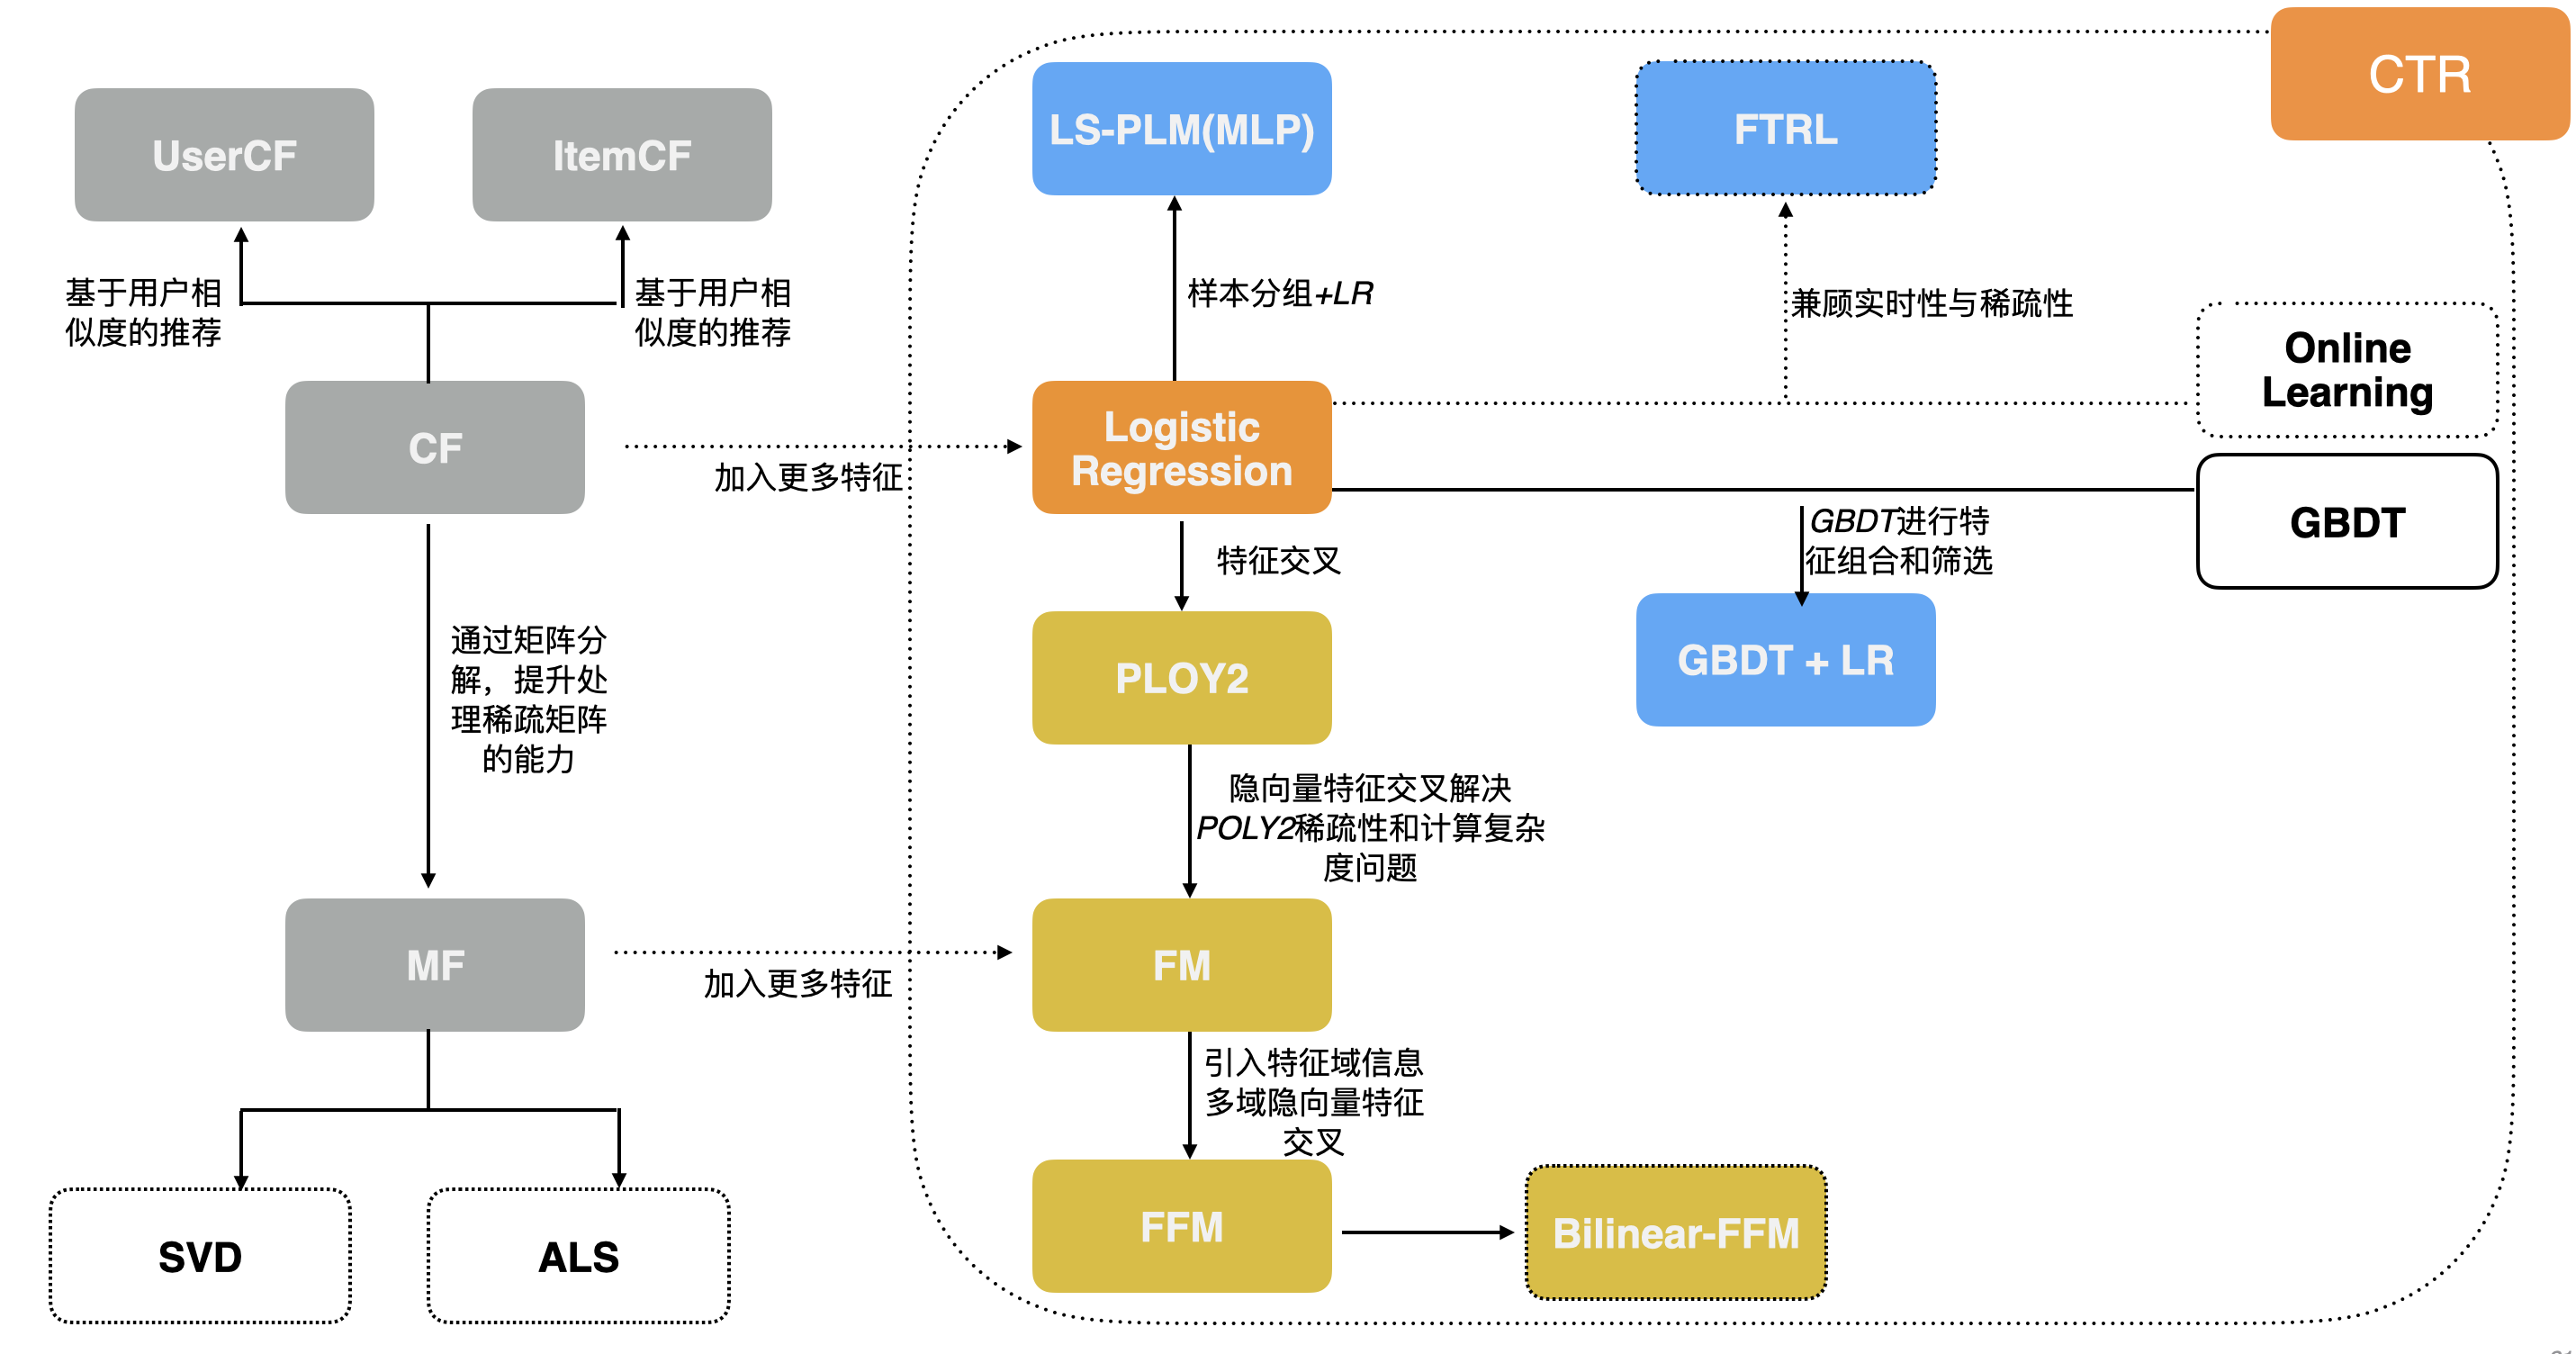 CTR
LS-PLM(MLP)
FTRL
UserCF
ItemCF
基于用户相
似度的推荐
基于用户相
似度的推荐
样本分组+LR
兼顾实时性与稀疏性
Online
Learning
CF
加入更多特征
Logistic
Regression
GBDT
GBDT进行特
征组合和筛选
特征交叉
通过矩阵分
解，提升处
理稀疏矩阵
的能力
PLOY2
GBDT + LR
隐向量特征交叉解决
POLY2稀疏性和计算复杂
度问题
MF
加入更多特征
FM
引入特征域信息
多域隐向量特征
交叉
SVD
ALS
FFM
Bilinear-FFM